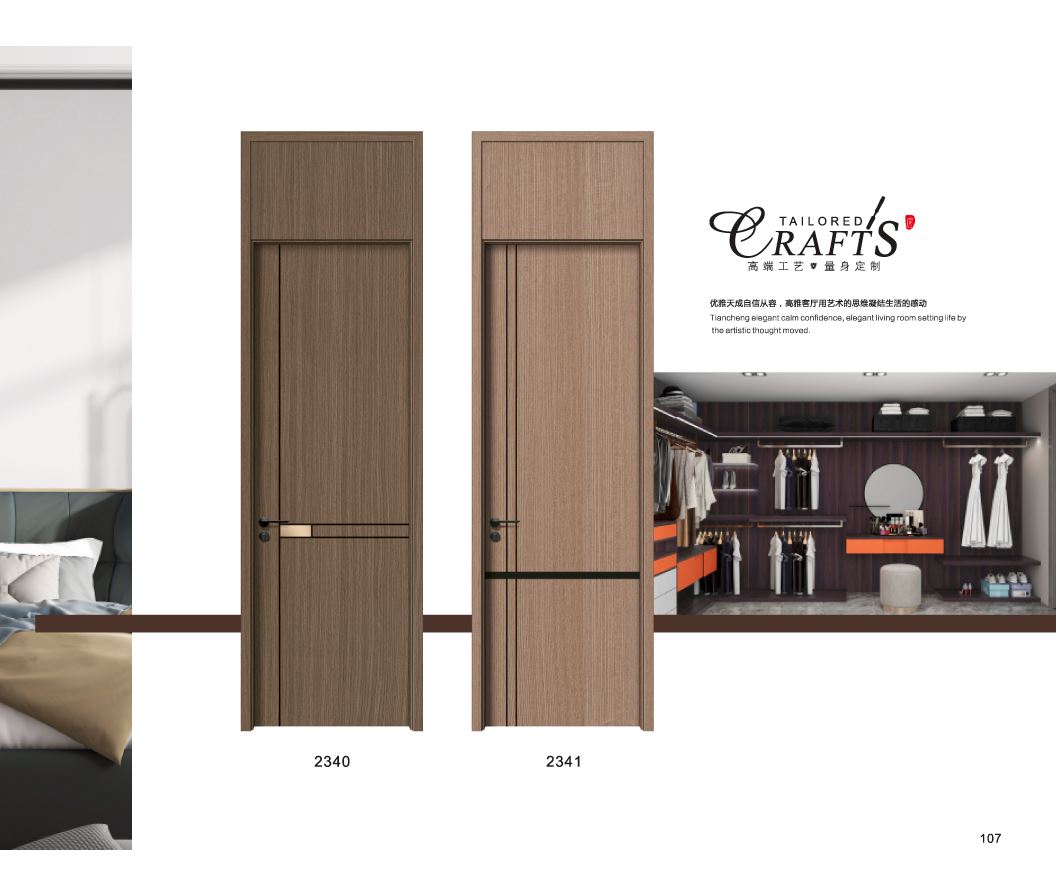 TAILORED
CRAFT'S
高端工艺 量身定制
优雅天成自信从容，高雅客厅用艺术的思维凝结生活的感动
Tiancheng elegant calm confidence, elegant living room setting life by
the artistic thought moved.
2340
2341
107